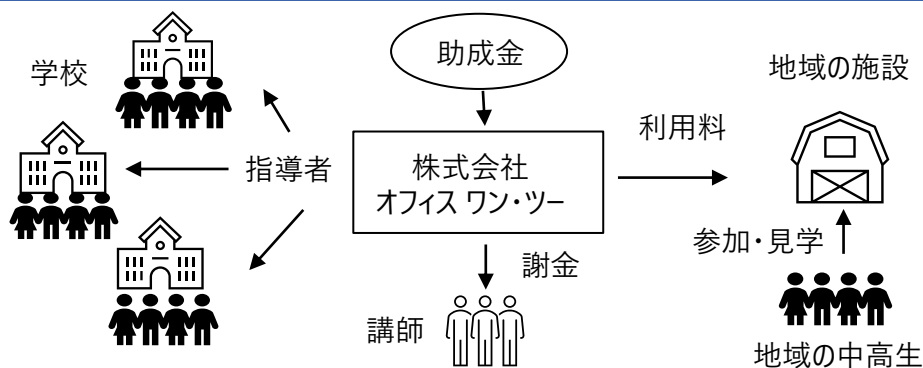 助成金
学校
地域の施設
利用料
株式会社
オフィス ワン・ツー
指導者
参加・見学
謝金
講師
地域の中高生